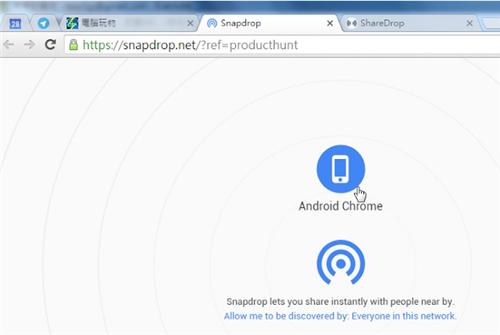 28
電腦玩物
Snapdrop
ShareDrop
https://snapdrop.net/?ref=producthunt
Android Chrome
Snapdrop lets you share instantly with people near by.
Allow me to be discovered by: Everyone in this network.